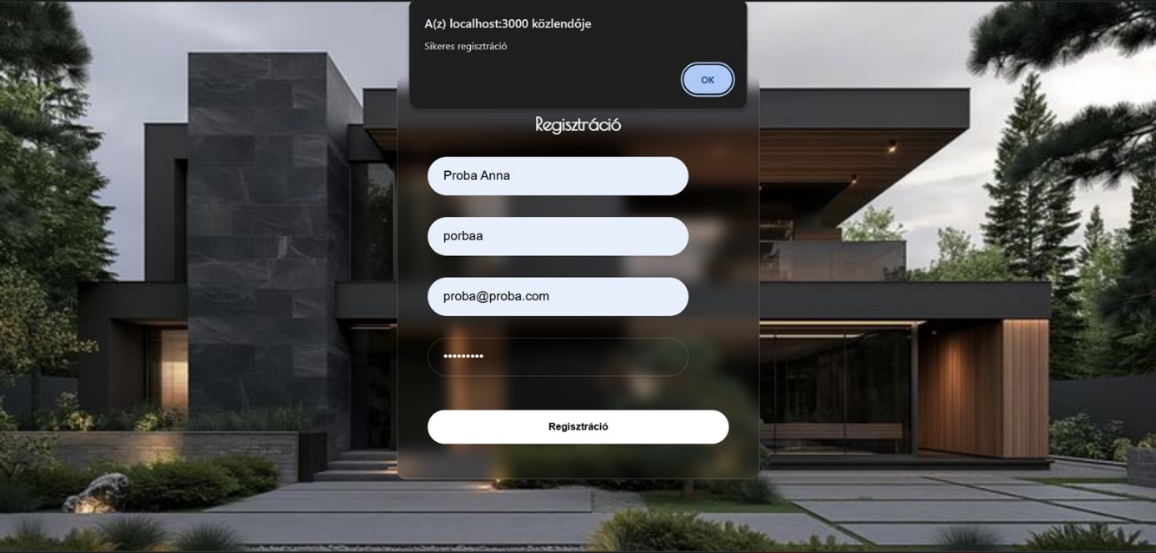 A(z) localhost:3000 közlendője
Sikeres regisztráció
OK
Regisztráció
Proba Anna
porbaa
proba@proba.com
•••••••••
Regisztráció